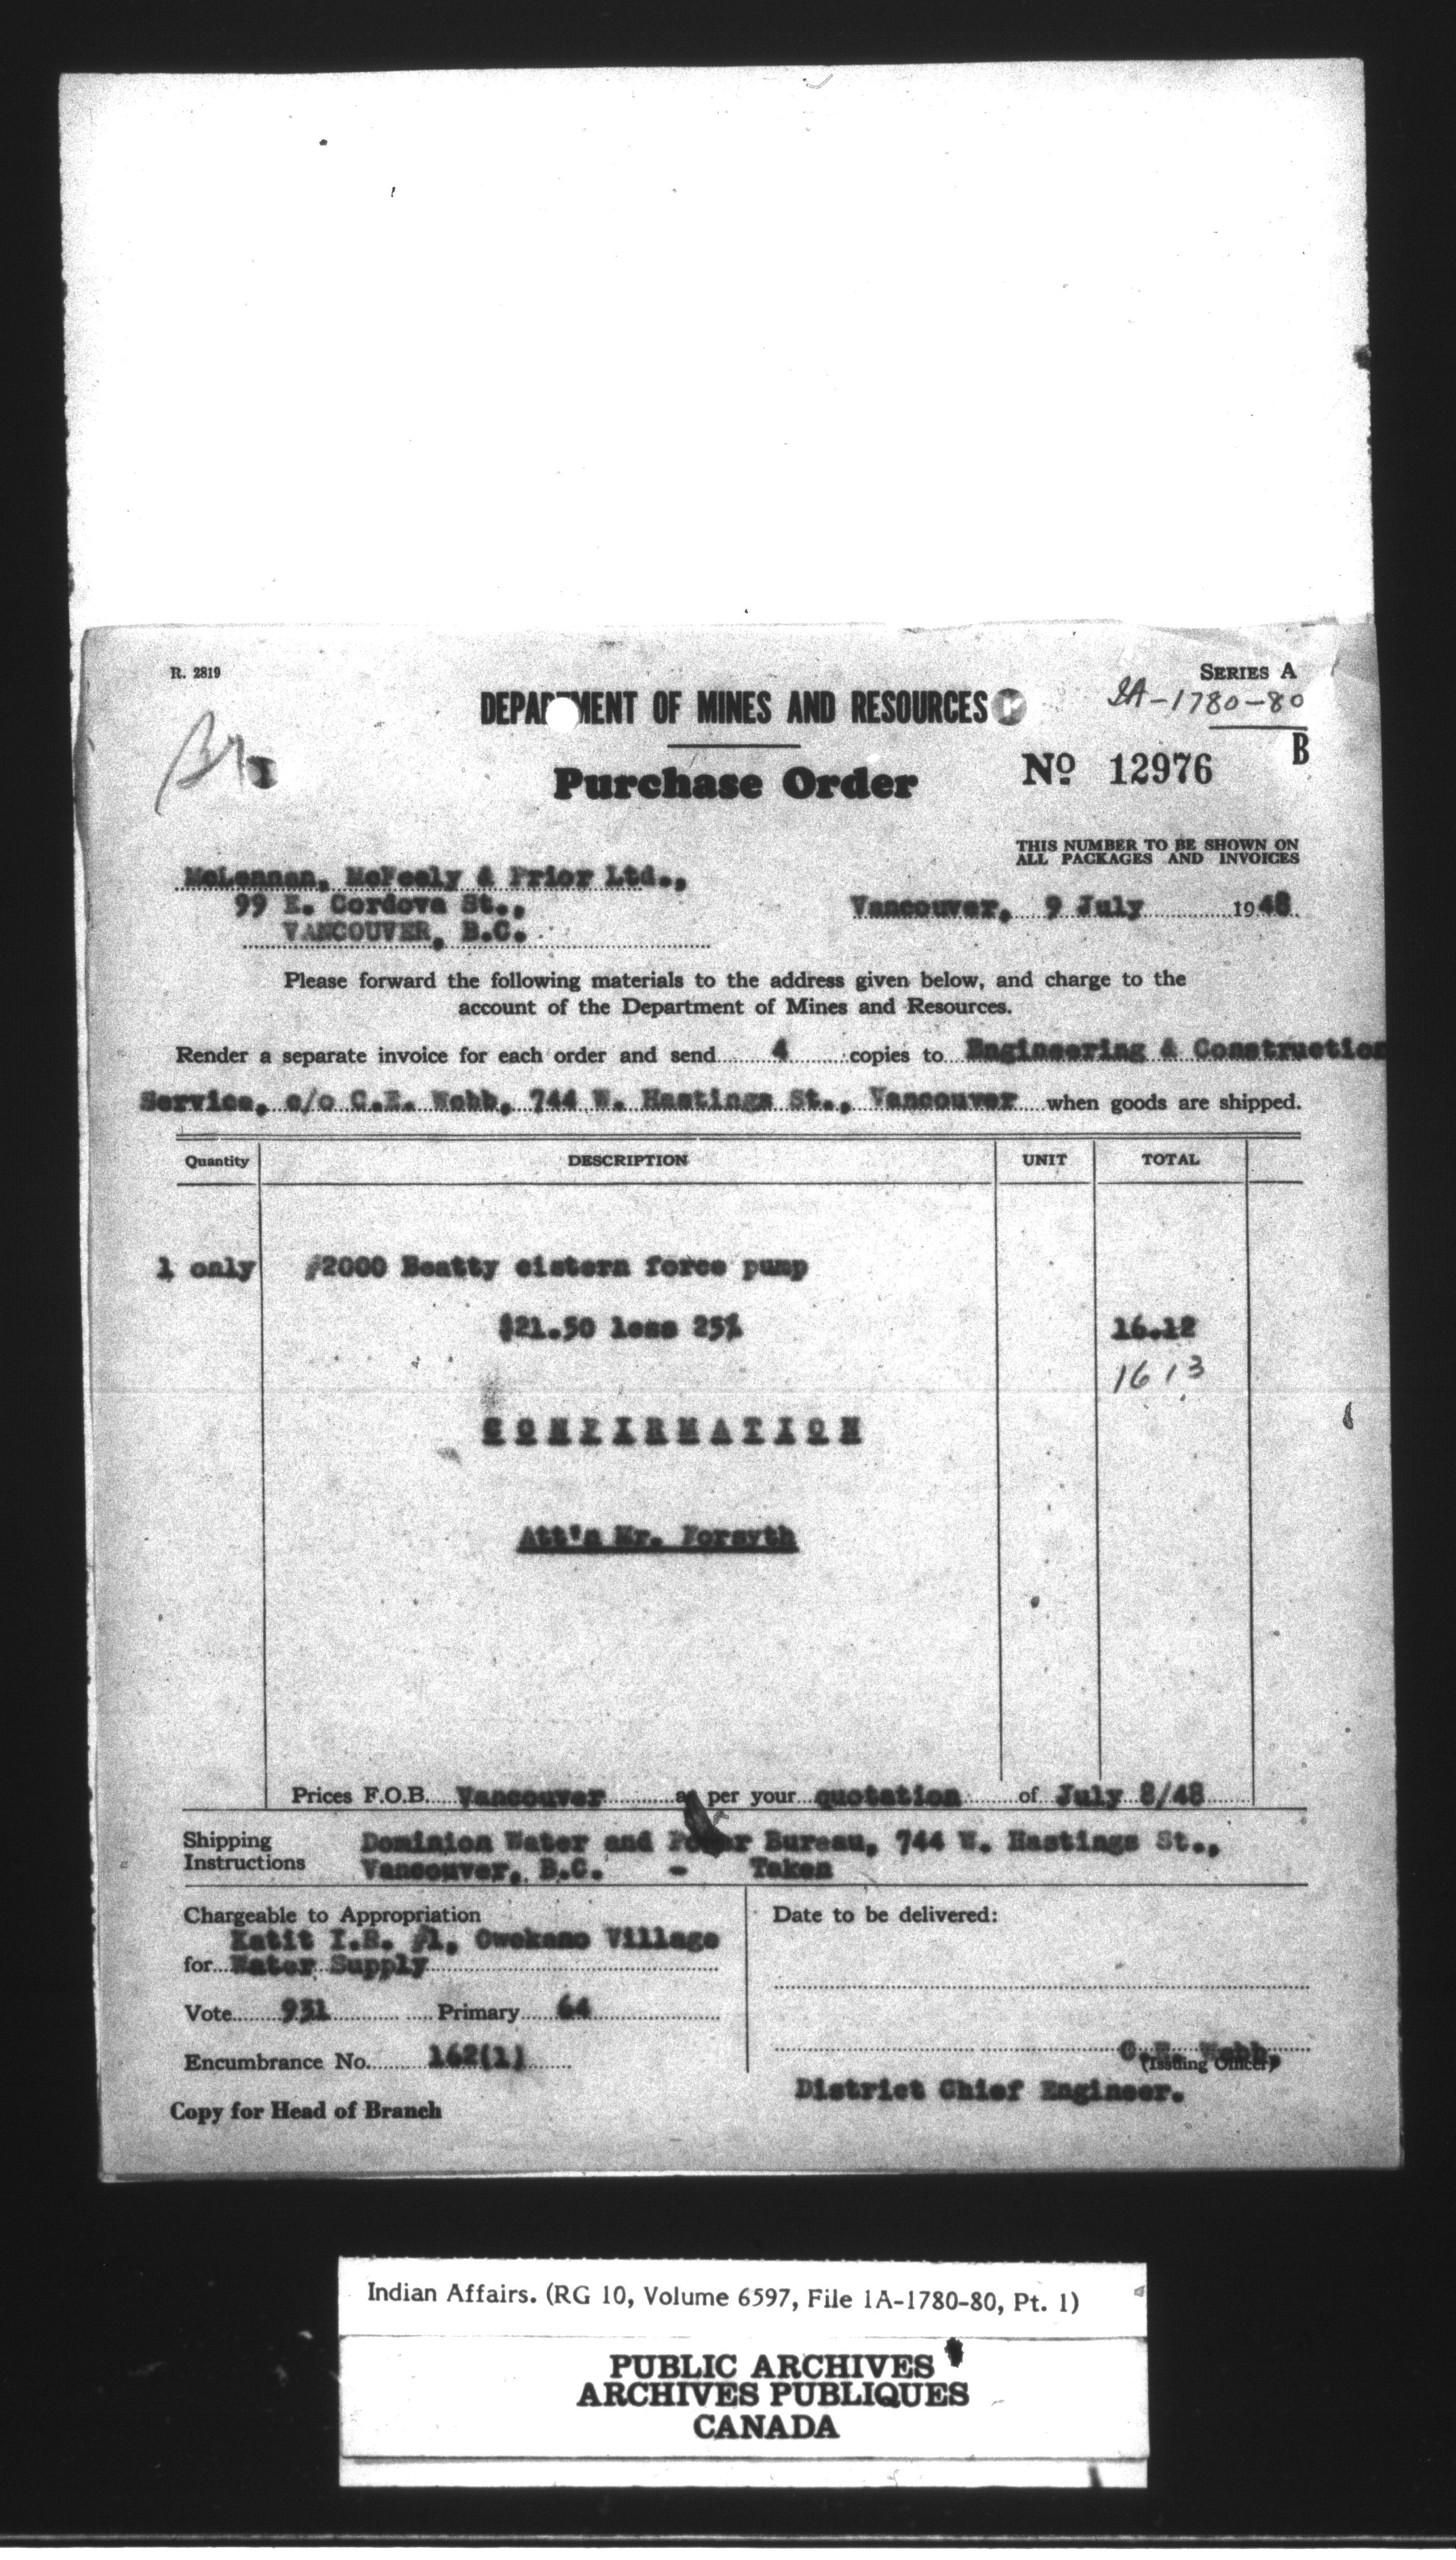 R. 2819
SERIES A
DEPARTMENT OF MINES AND RESOURCES
1A-1780-80
B
Purchase Order
No 12976
THIS NUMBER TO BE SHOWN ON
ALL PACKAGES AND INVOICES
McLennan, McFeely & Prior Ltd.,
99 E. Cordova St.,
VANCOUVER, B.C.
Vancouver, 9 July 1948
Please forward the following materials to the address given below, and charge to the
account of the Department of Mines and Resources.
Render a separate invoice for each order and send 4 copies to Engineering & Construction
Service, c/o C.E. Webb, 744 W. Hastings St., Vancouver when goods are shipped.
Quantity DESCRIPTION UNIT TOTAL
1 only #2000 Beatty cistern force pump
$21.50 less 25% 16.12
16 13
CONFIRMATION
Att'n Mr. Forsyth
Prices F.O.B. Vancouver as per your quotation of July 8/48
Shipping Instructions
Dominion Water and Power Bureau, 744 W. Hastings St.,
Vancouver, B.C. - Taken
Chargeable to Appropriation
Katit I.R. #1, Owekano Village
for Water Supply
Vote 931 Primary 64
Encumbrance No. 162(1)
Copy for Head of Branch
Date to be delivered:
C.E. Webb,
(Issuing Officer)
District Chief Engineer.
Indian Affairs. (RG 10, Volume 6597, File 1A-1780-80, Pt. 1)
PUBLIC ARCHIVES
ARCHIVES PUBLIQUES
CANADA